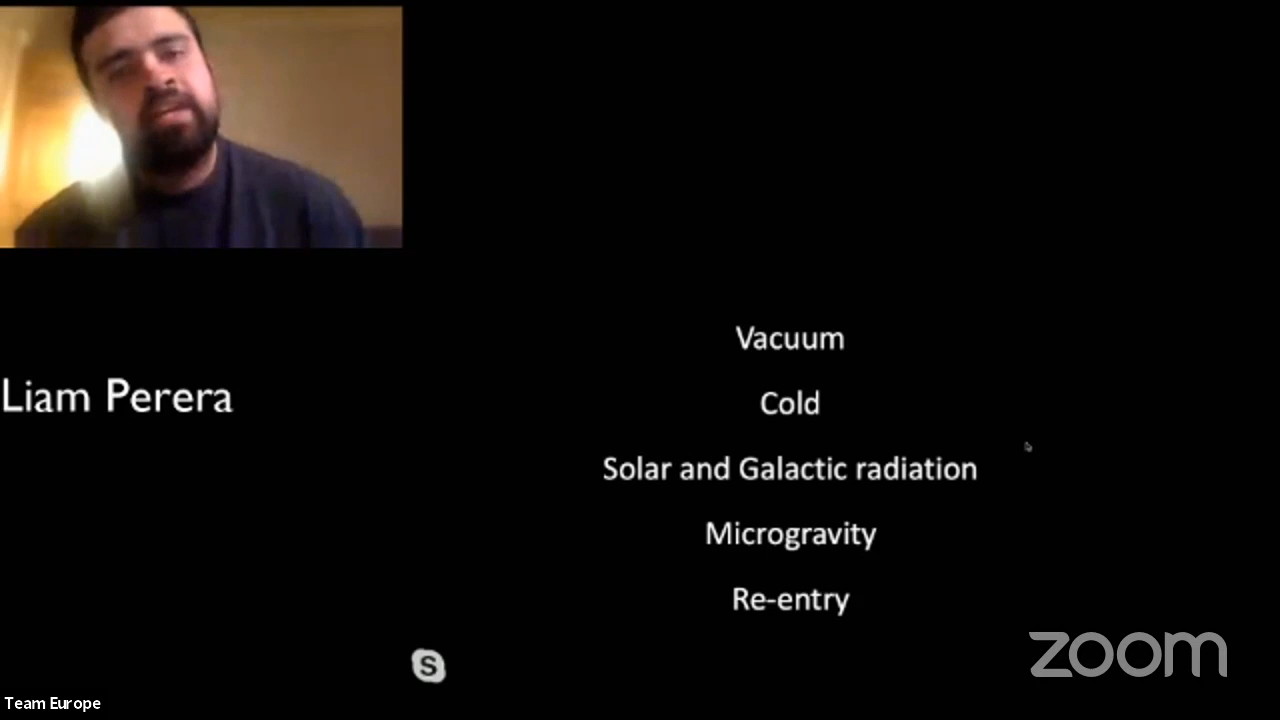 Vacuum
Cold
Liam Perera
Solar and Galactic radiation
Microgravity
Re-entry
S
zoom
Team Europe